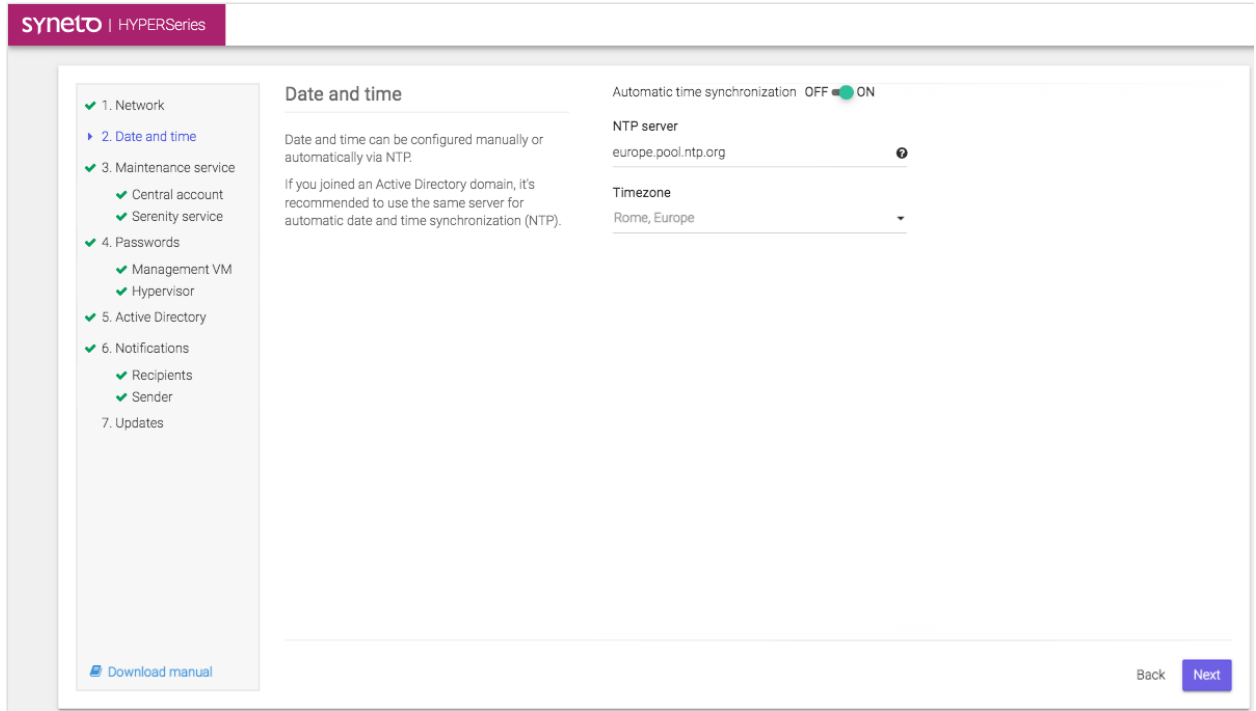 syneto | HYPERSeries
1. Network
2. Date and time
3. Maintenance service
Central account
Serenity service
4. Passwords
Management VM
Hypervisor
5. Active Directory
6. Notifications
Recipients
Sender
7. Updates
Download manual
Date and time
Date and time can be configured manually or
automatically via NTP.
If you joined an Active Directory domain, it's
recommended to use the same server for
automatic date and time synchronization (NTP).
Automatic time synchronization OFF ON
NTP server
europe.pool.ntp.org
Timezone
Rome, Europe
Back Next